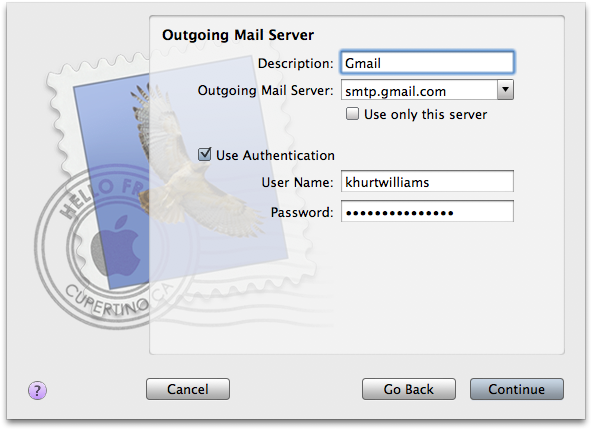 Outgoing Mail Server
Description: Gmail
Outgoing Mail Server: smtp.gmail.com
Use only this server
Use Authentication
User Name: khurtwilliams
Password: •••••••••••••••
HELLO FR
CUPERTINO CA
?
Cancel Go Back Continue